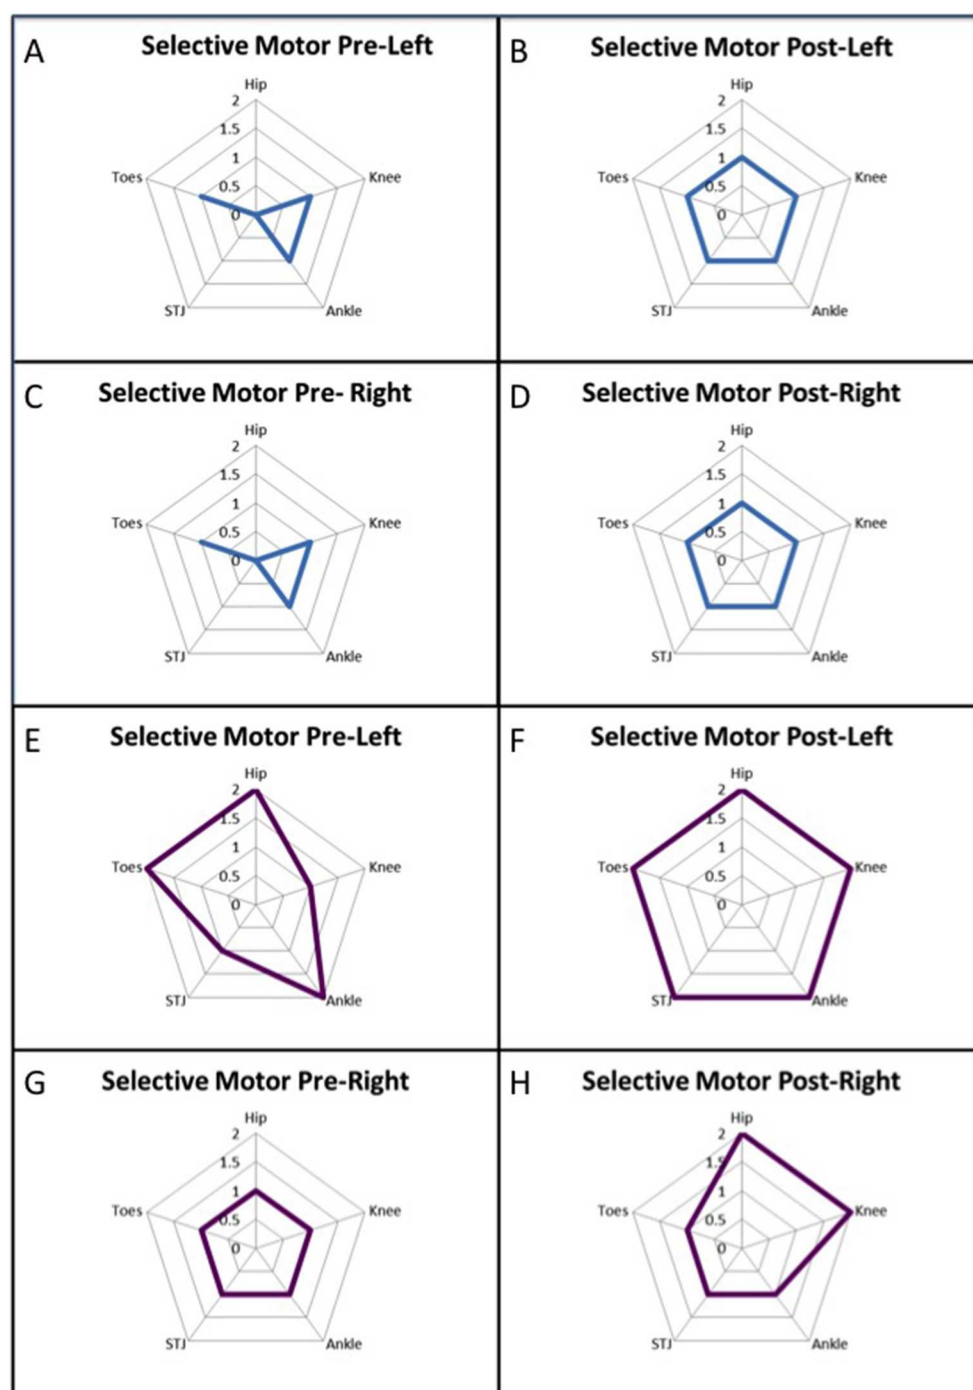 A
Selective Motor Pre-Left
Hip
2
1.5
1
0.5
0
Toes
Knee
STJ
Ankle
B
Selective Motor Post-Left
Hip
2
1.5
1
0.5
0
Toes
Knee
STJ
Ankle
C
Selective Motor Pre- Right
Hip
2
1.5
1
0.5
0
Toes
Knee
STJ
Ankle
D
Selective Motor Post-Right
Hip
2
1.5
1
0.5
0
Toes
Knee
STJ
Ankle
E
Selective Motor Pre-Left
Hip
2
1.5
1
0.5
0
Toes
Knee
STJ
Ankle
F
Selective Motor Post-Left
Hip
2
1.5
1
0.5
0
Toes
Knee
STJ
Ankle
G
Selective Motor Pre-Right
Hip
2
1.5
1
0.5
0
Toes
Knee
STJ
Ankle
H
Selective Motor Post-Right
Hip
2
1.5
1
0.5
0
Toes
Knee
STJ
Ankle